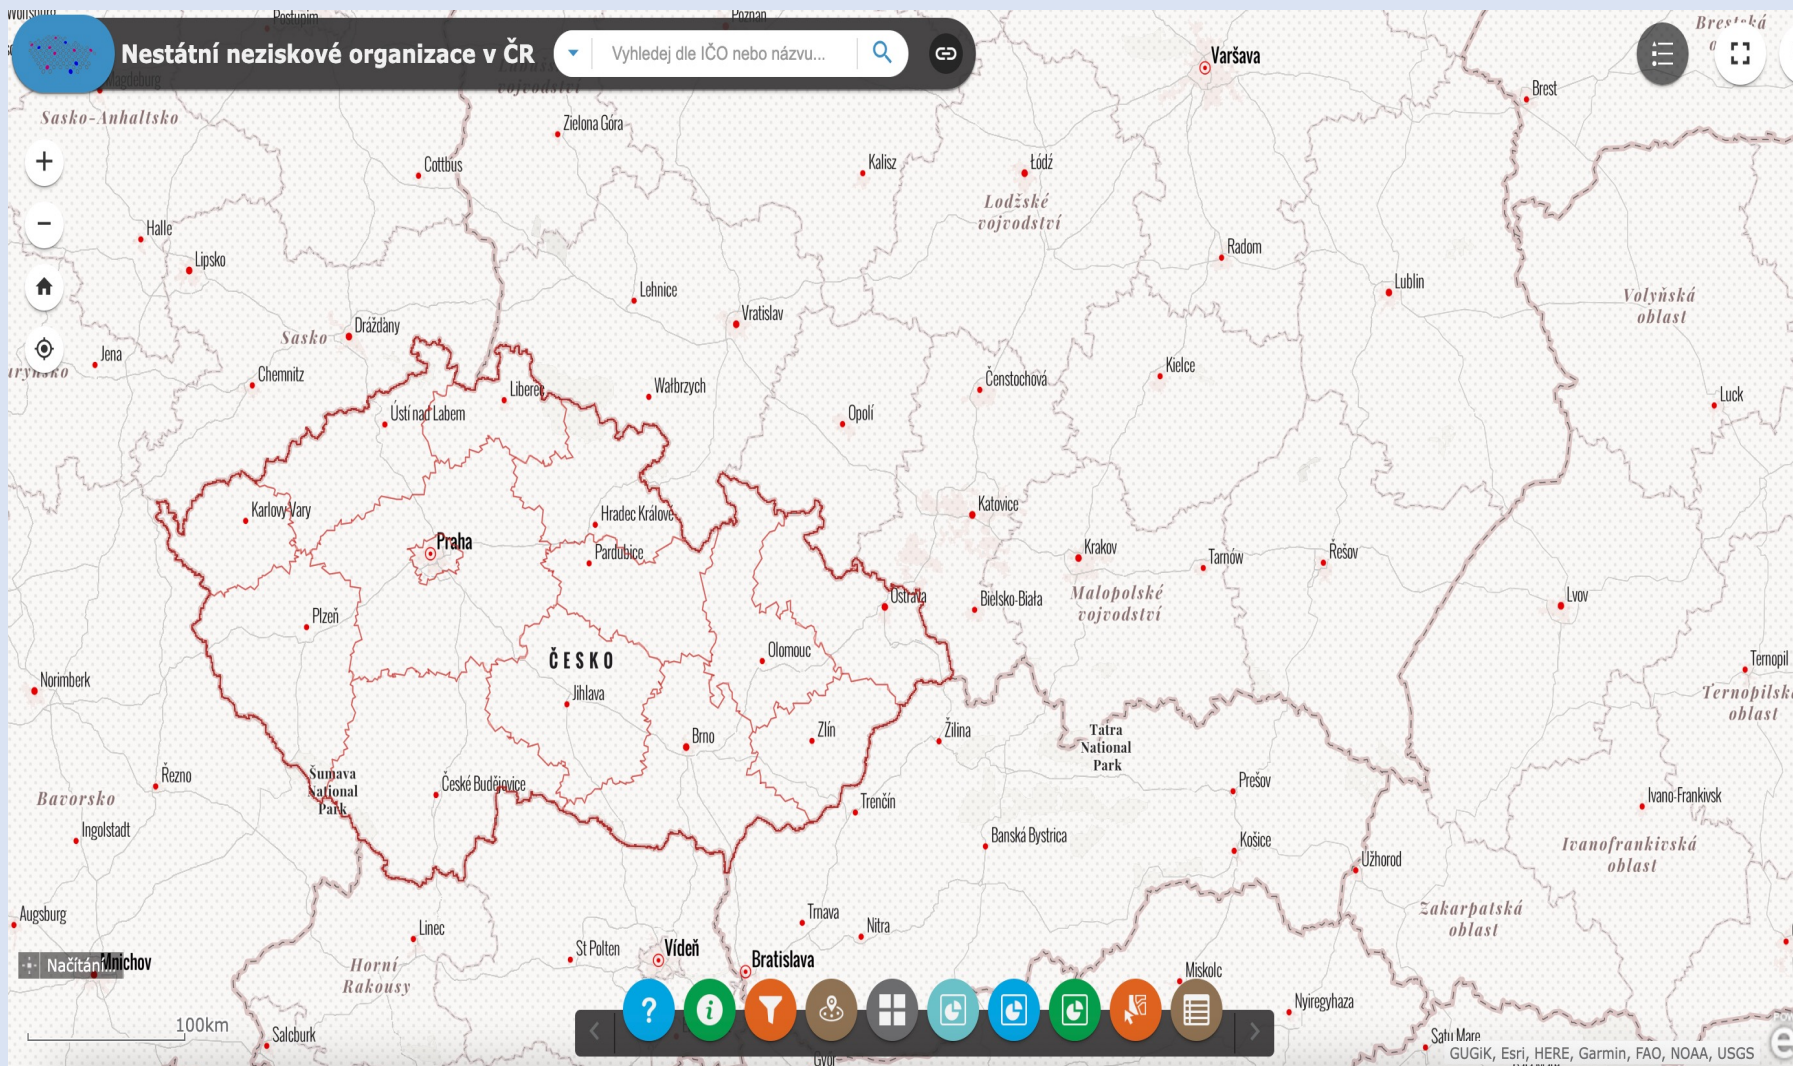 Postupim
Poznaň
Nestátní neziskové organizace v ČR
Vyhledej dle IČO nebo názvu...
Varšava
Brest
Sasko-Anhaltsko
vojvodství
Zielona Góra
Cottbus
Kalisz
Łódź
Lodžské
vojvodství
Halle
Lipsko
Radom
Lublin
Lehnice
Vratislav
Volyňská
oblast
Drážďany
Sasko
Jena
Chemnitz
Čenstochová
Kielce
Liberec
Wałbrzych
Luck
Ústí nad Labem
Opolí
Karlovy Vary
Hradec Králové
Katovice
Praha
Pardubice
Krakov
Tarnów
Řešov
Ostrava
Bielsko-Biała
Malopolské
vojvodství
Lvov
Plzeň
ČESKO
Olomouc
Ternopil
Norimberk
Jihlava
Ternopilská
oblast
Brno
Zlín
Žilina
Tatra
National
Park
Řezno
Šumava
National
Park
České Budějovice
Prešov
Bavorsko
Trenčín
Ivano-Frankivsk
Ingolstadt
Banská Bystrica
Košice
Ivanofrankivská
oblast
Užhorod
Augsburg
Trnava
Zakarpatská
oblast
Linec
Nitra
St Polten
Vídeň
Načítání...
Mnichov
Horní
Rakousy
Bratislava
Miskolc
Nyiregyhaza
100km
Salcburk
Satu Mare
GUGiK, Esri, HERE, Garmin, FAO, NOAA, USGS